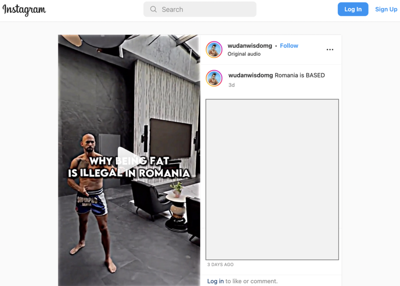 Instagram
Search
Log In
Sign Up
wudanwisdomg • Follow
Original audio
wudanwisdomg Romania is BASED
3d
WHY BEING FAT
IS ILLEGAL IN ROMANIA
3 DAYS AGO
Log in to like or comment.